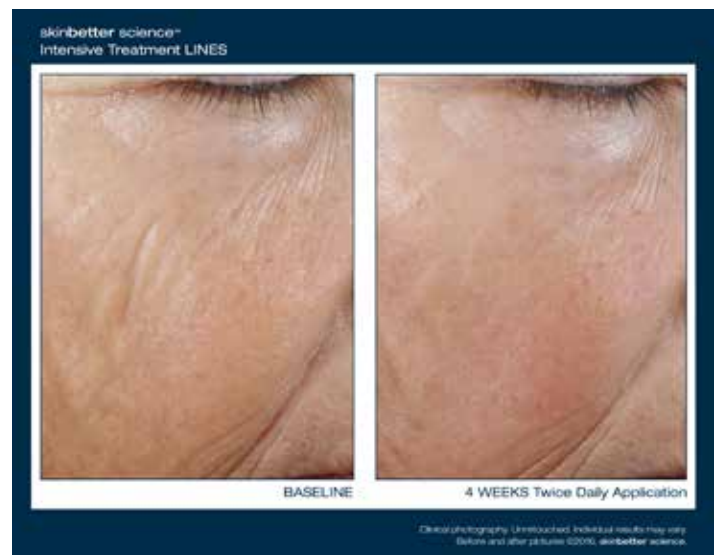 skinbetter science™
Intensive Treatment LINES
BASELINE
4 WEEKS Twice Daily Application
Clinical photography. Unretouched. Individual results may vary.
Before and after pictures ©2016, skinbetter science.